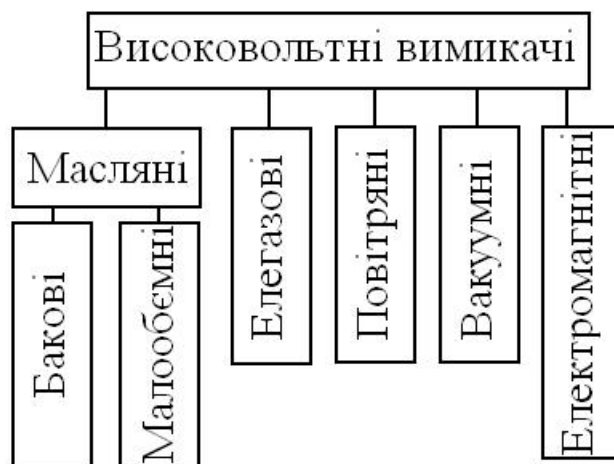 Високовольтні вимикачі
Масляні
Бакові
Малообємні
Елегазові
Повітряні
Вакуумні
Електромагнітні